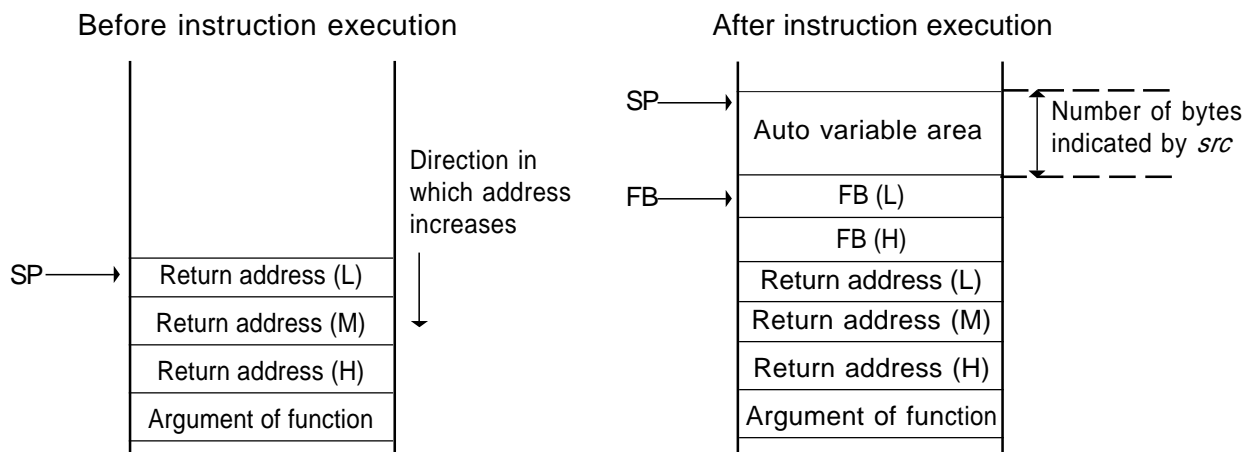 Before instruction execution
SP
Return address (L)
Return address (M)
Return address (H)
Argument of function
Direction in
which address
increases
After instruction execution
SP
Auto variable area
Number of bytes
indicated by src
FB
FB (L)
FB (H)
Return address (L)
Return address (M)
Return address (H)
Argument of function